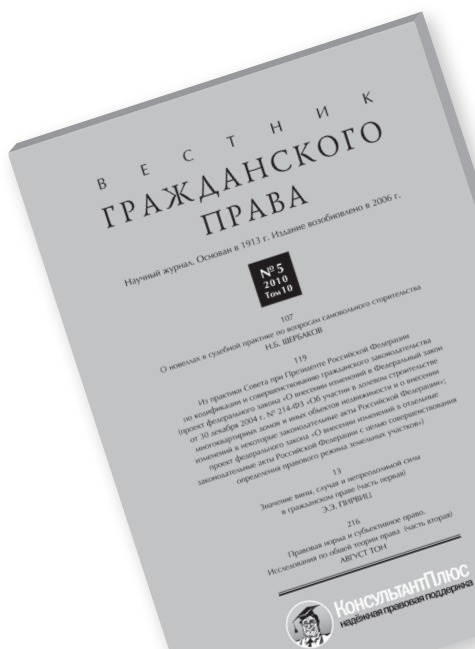 ВЕСТНИК
ГРАЖДАНСКОГО
ПРАВА
Научный журнал. Основан в 1913 г. Издание возобновлено в 2006 г.
№ 5
2010
Том 10
107
О новеллах в судебной практике по вопросам самовольного строительства
Н.Б. ЩЕРБАКОВ
119
Из практики Совета при Президенте Российской Федерации
по кодификации и совершенствованию гражданского законодательства
(проект федерального закона «О внесении изменений в Федеральный закон
от 30 декабря 2004 г. № 214-ФЗ «Об участии в долевом строительстве
многоквартирных домов и иных объектов недвижимости и о внесении
изменений в некоторые законодательные акты Российской Федерации»;
проект федерального закона «О внесении изменений в отдельные
законодательные акты Российской Федерации с целью совершенствования
определения правового режима земельных участков»)
13
Значение вины, случая и непреодолимой силы
в гражданском праве (часть первая)
Э.Э. ПИРВИЦ
216
Правовая норма и субъективное право.
Исследования по общей теории права (часть вторая)
АВГУСТ ТОН
КонсультантПлюс
надёжная правовая поддержка